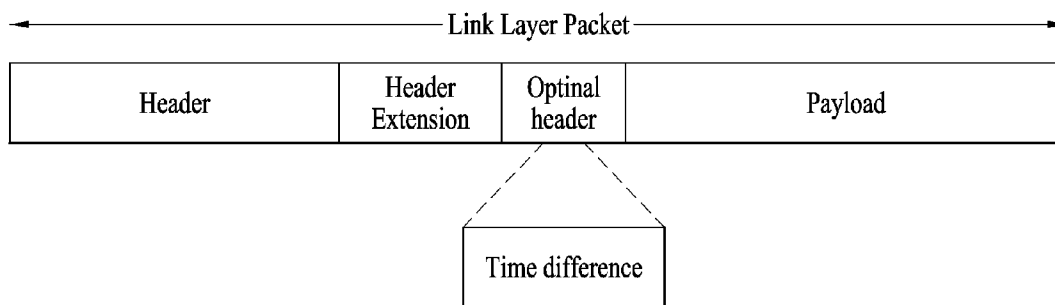 Link Layer Packet
Header
Header
Extension
Optinal
header
Payload
Time difference